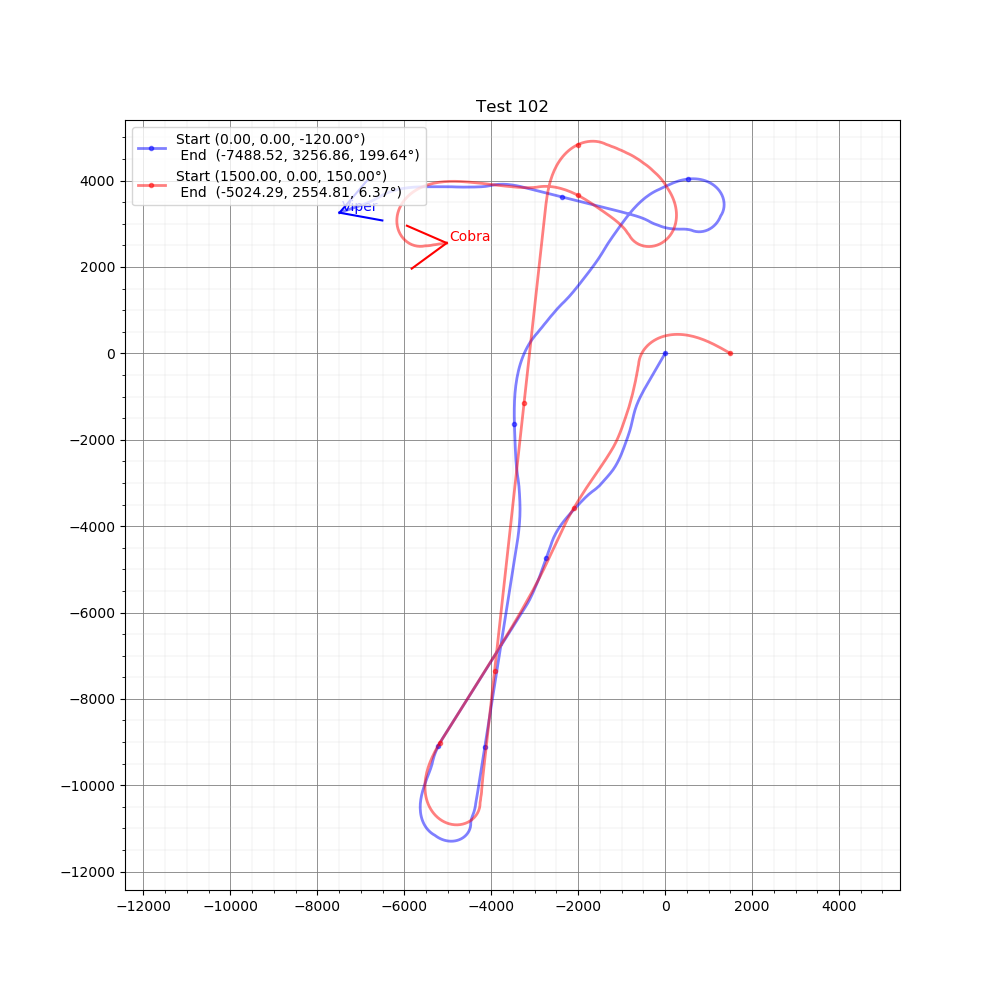 Test 102
Start (0.00, 0.00, -120.00°)
End  (-7488.52, 3256.86, 199.64°)
Start (1500.00, 0.00, 150.00°)
End  (-5024.29, 2554.81, 6.37°)
Viper
Cobra
4000
2000
0
−2000
−4000
−6000
−8000
−10000
−12000
−12000 −10000 −8000 −6000 −4000 −2000 0 2000 4000